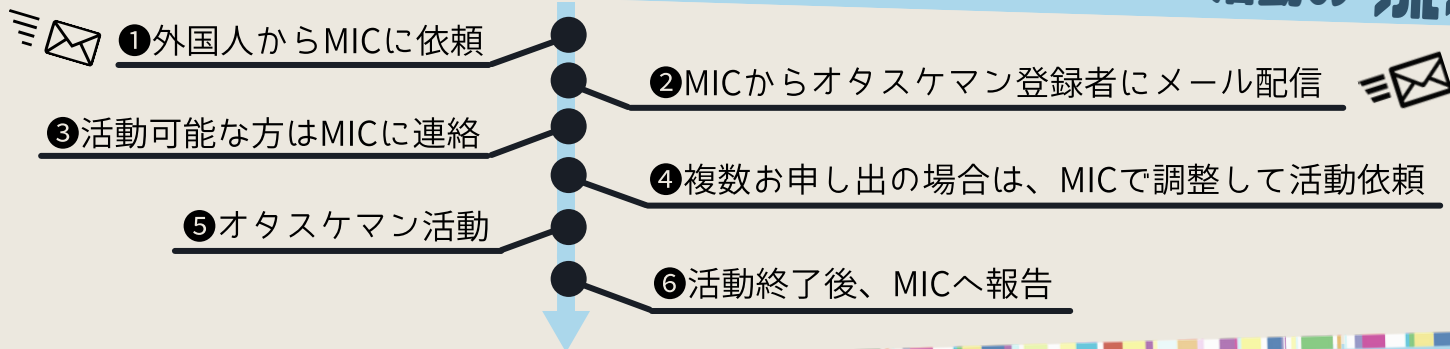 ❶外国人からMICに依頼
❷MICからオタスケマン登録者にメール配信
❸活動可能な方はMICに連絡
❹複数お申し出の場合は、MICで調整して活動依頼
❺オタスケマン活動
❻活動終了後、MICへ報告